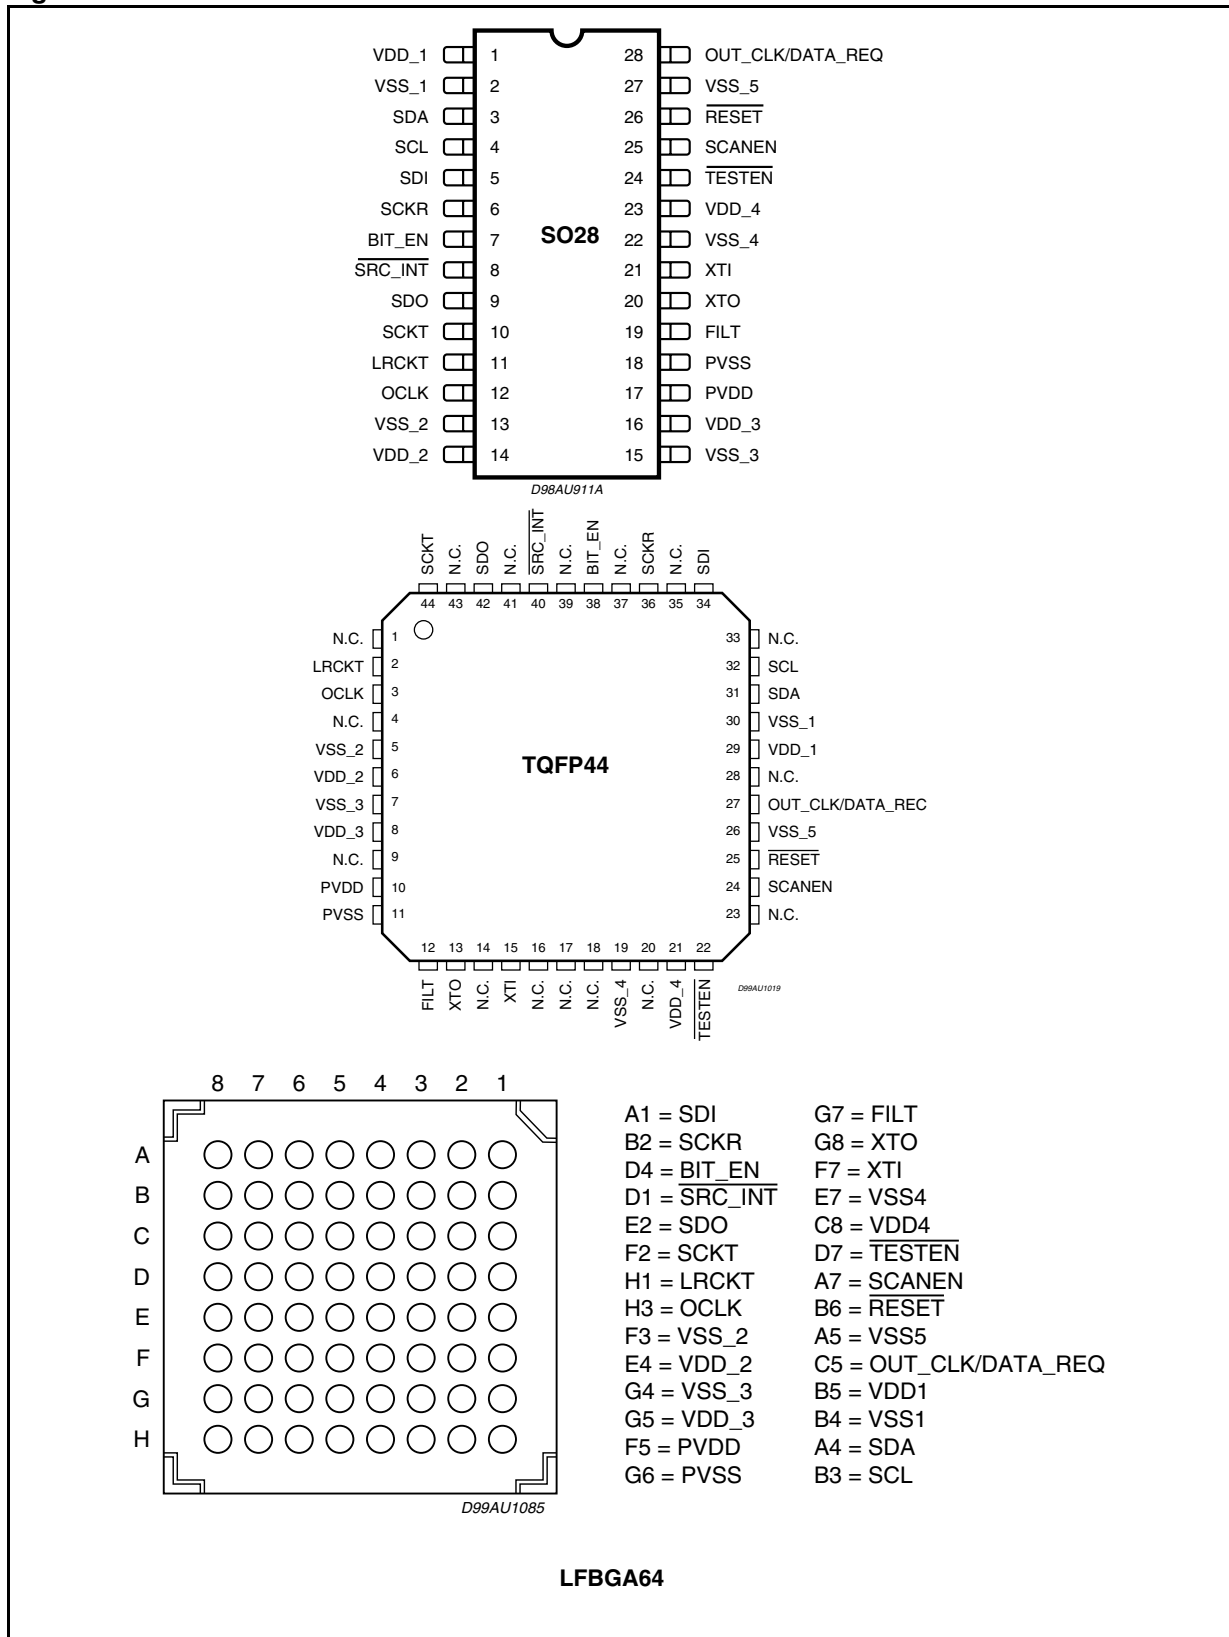 VDD_1 1 28 OUT_CLK/DATA_REQ
VSS_1 2 27 VSS_5
SDA 3 26 RESET
SCL 4 25 SCANEN
SDI 5 24 TESTEN
SCKR 6 23 VDD_4
BIT_EN 7 22 VSS_4
SRC_INT 8 21 XTI
SDO 9 20 XTO
SCKT 10 19 FILT
LRCKT 11 18 PVSS
OCLK 12 17 PVDD
VSS_2 13 16 VDD_3
VDD_2 14 15 VSS_3
SO28
D98AU911A
SCKT N.C. SDO N.C. SRC_INT N.C. BIT_EN N.C. SCKR N.C. SDI
44 43 42 41 40 39 38 37 36 35 34
N.C. 1 33 N.C.
LRCKT 2 32 SCL
OCLK 3 31 SDA
N.C. 4 30 VSS_1
VSS_2 5 29 VDD_1
VDD_2 6 28 N.C.
VSS_3 7 27 OUT_CLK/DATA_REC
VDD_3 8 26 VSS_5
N.C. 9 25 RESET
PVDD 10 24 SCANEN
PVSS 11 23 N.C.
TQFP44
12 13 14 15 16 17 18 19 20 21 22
FILT XTO N.C. XTI N.C. N.C. N.C. VSS_4 N.C. VDD_4 TESTEN
D99AU1019
8 7 6 5 4 3 2 1
A
B
C
D
E
F
G
H
D99AU1085
A1 = SDI
B2 = SCKR
D4 = BIT_EN
D1 = SRC_INT
E2 = SDO
F2 = SCKT
H1 = LRCKT
H3 = OCLK
F3 = VSS_2
E4 = VDD_2
G4 = VSS_3
G5 = VDD_3
F5 = PVDD
G6 = PVSS
G7 = FILT
G8 = XTO
F7 = XTI
E7 = VSS4
C8 = VDD4
D7 = TESTEN
A7 = SCANEN
B6 = RESET
A5 = VSS5
C5 = OUT_CLK/DATA_REQ
B5 = VDD1
B4 = VSS1
A4 = SDA
B3 = SCL
LFBGA64